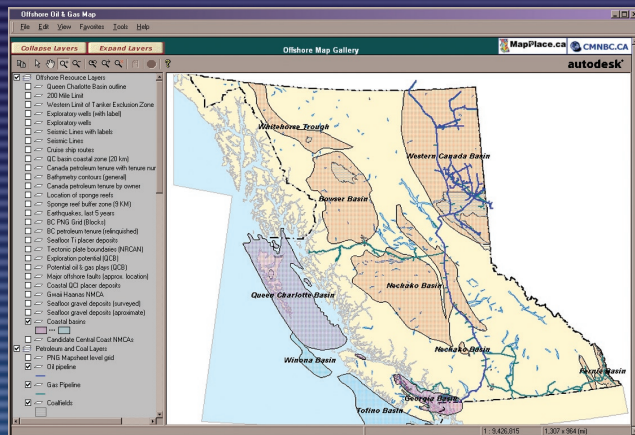 Offshore Oil & Gas Map
File Edit View Favorites Tools Help
Collapse Layers Expand Layers Offshore Map Gallery MapPlace.ca CMNBC.CA
autodesk
Offshore Resource Layers
Queen Charlotte Basin outline
200 Mile Limit
Western Limit of Tanker Exclusion Zone
Exploratory wells (with label)
Exploratory wells
Seismic Lines with labels
Seismic Lines
Cruise ship routes
QC basin coastal zone (20 km)
Canada petroleum tenure with tenure nur
Bathymetry contours (general)
Canada petroleum tenure by owner
Location of sponge reefs
Sponge reef buffer zone (9 KM)
Earthquakes, last 5 years
BC PNG Grid (Blocks)
BC petroleum tenure (relinquished)
Seafloor Ti placer deposits
Tectonic plate boundaries (NRCAN)
Exploration potential (QCB)
Potential oil & gas plays (QCB)
Major offshore faults (approx. location)
Coastal QCI placer deposits
Gwaii Haanas NMCA
Seafloor gravel deposits (surveyed)
Seafloor gravel deposits (aproximate)
Coastal basins
Candidate Central Coast NMCAs
Petroleum and Coal Layers
PNG Mapsheet level grid
Oil pipeline
Gas Pipeline
Coalfields
Whitehorse Trough
Western Canada Basin
Bowser Basin
Queen Charlotte Basin
Nechako Basin
Winona Basin
Nechako Basin
Fernie Basin
Georgia Basin
Tofino Basin
1 : 9,426,815 1,307 x 964 (mi)